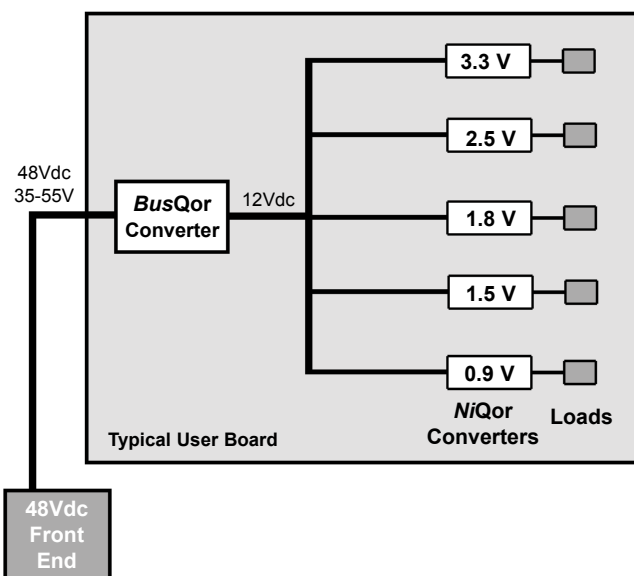 3.3 V
2.5 V
48Vdc
35-55V
BusQor
Converter
12Vdc
1.8 V
1.5 V
0.9 V
NiQor
Converters
Loads
Typical User Board
48Vdc
Front
End